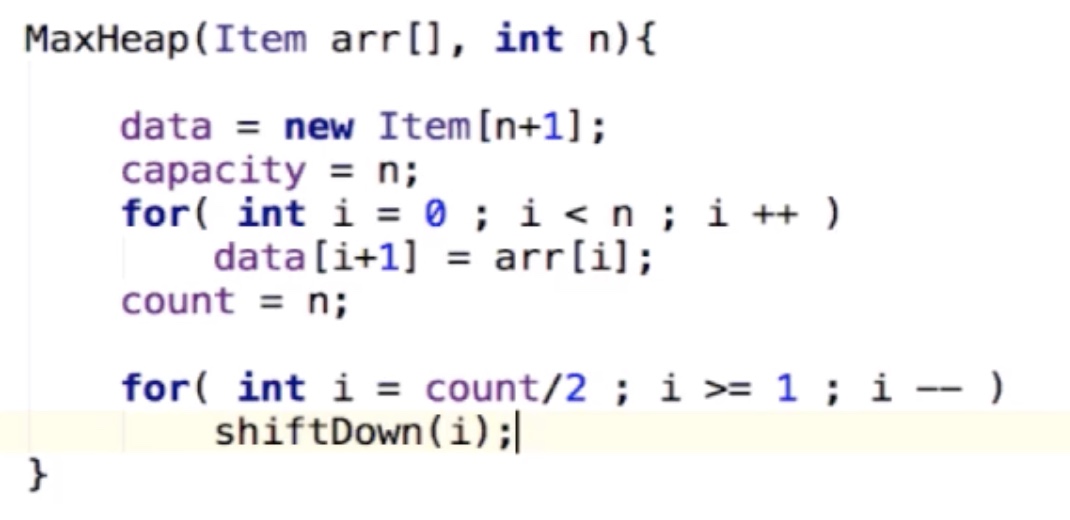 MaxHeap(Item arr[], int n){
data = new Item[n+1];
capacity = n;
for( int i = 0 ; i < n ; i ++ )
data[i+1] = arr[i];
count = n;
for( int i = count/2 ; i >= 1 ; i -- )
shiftDown(i);
}